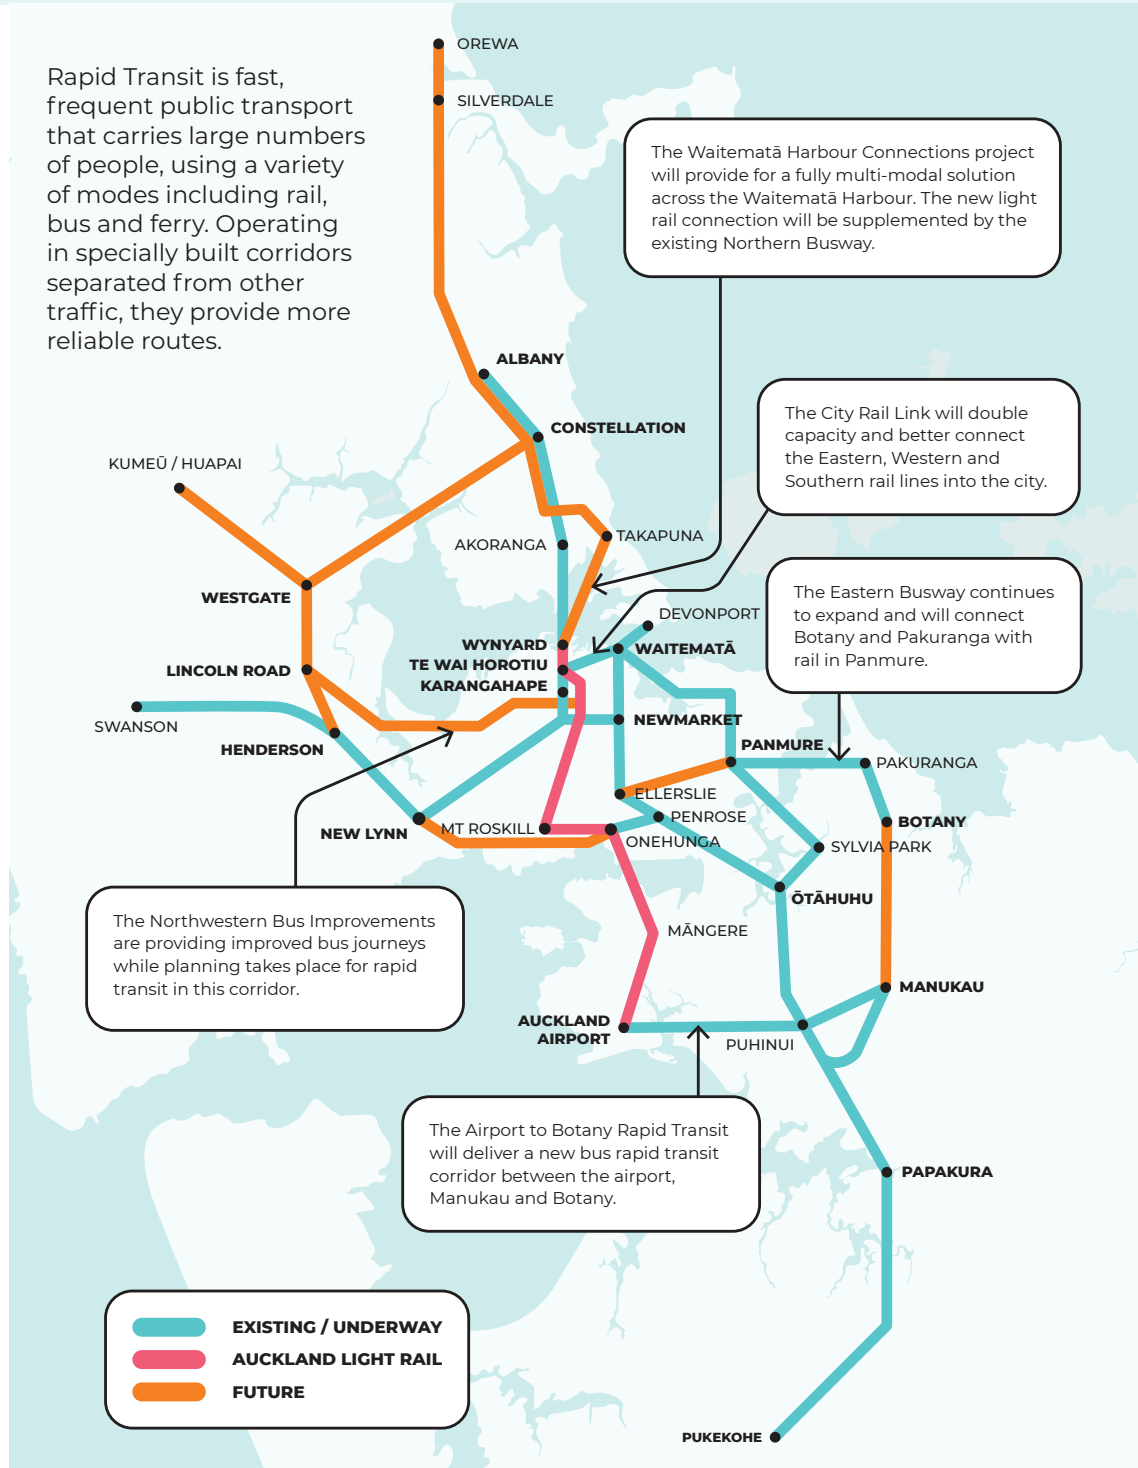 Rapid Transit is fast,
frequent public transport
that carries large numbers
of people, using a variety
of modes including rail,
bus and ferry. Operating
in specially built corridors
separated from other
traffic, they provide more
reliable routes.
OREWA
SILVERDALE
The Waitematā Harbour Connections project
will provide for a fully multi-modal solution
across the Waitematā Harbour. The new light
rail connection will be supplemented by the
existing Northern Busway.
ALBANY
CONSTELLATION
The City Rail Link will double
capacity and better connect
the Eastern, Western and
Southern rail lines into the city.
KUMEŪ / HUAPAI
AKORANGA
TAKAPUNA
WESTGATE
The Eastern Busway continues
to expand and will connect
Botany and Pakuranga with
rail in Panmure.
DEVONPORT
WYNYARD
WAITEMATĀ
TE WAI HOROTIU
LINCOLN ROAD
KARANGAHAPE
SWANSON
NEWMARKET
HENDERSON
PANMURE
PAKURANGA
ELLERSLIE
PENROSE
BOTANY
NEW LYNN
MT ROSKILL
ONEHUNGA
SYLVIA PARK
ŌTĀHUHU
The Northwestern Bus Improvements
are providing improved bus journeys
while planning takes place for rapid
transit in this corridor.
MĀNGERE
MANUKAU
AUCKLAND
AIRPORT
PUHINUI
The Airport to Botany Rapid Transit
will deliver a new bus rapid transit
corridor between the airport,
Manukau and Botany.
PAPAKURA
EXISTING / UNDERWAY
AUCKLAND LIGHT RAIL
FUTURE
PUKEKOHE